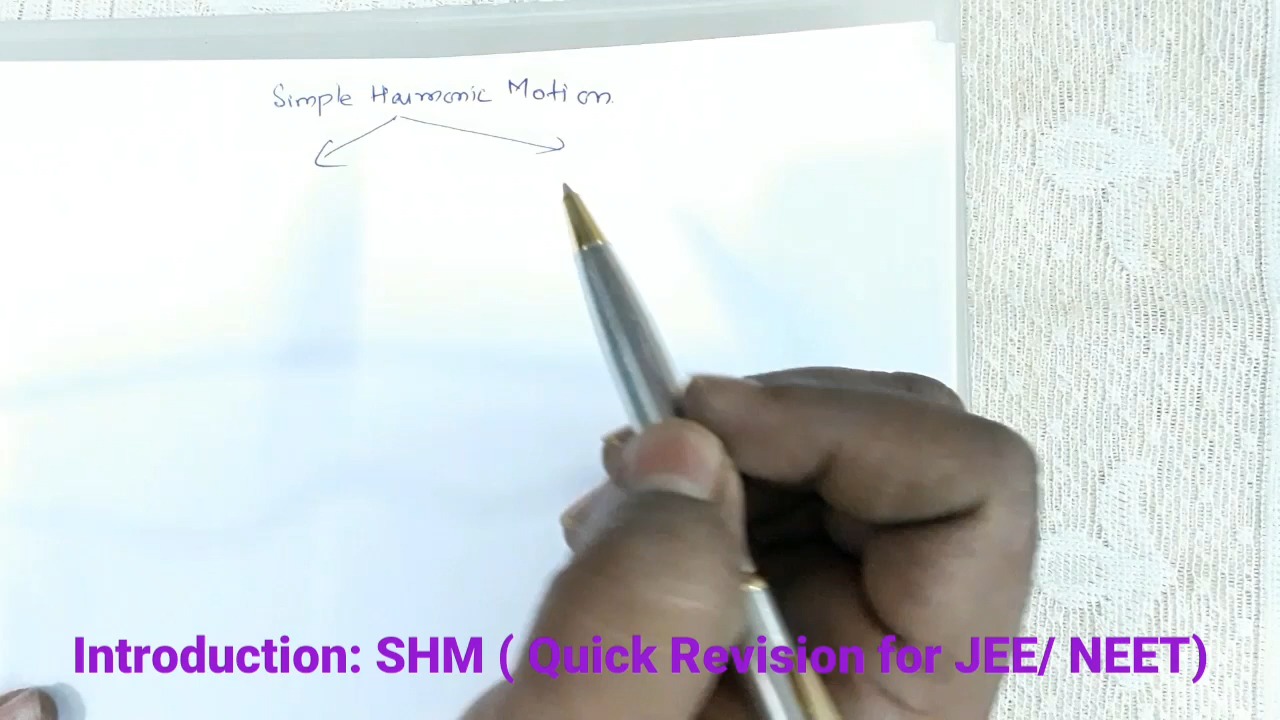 Simple Harmonic Motion.
Introduction: SHM ( Quick Revision for JEE/ NEET)